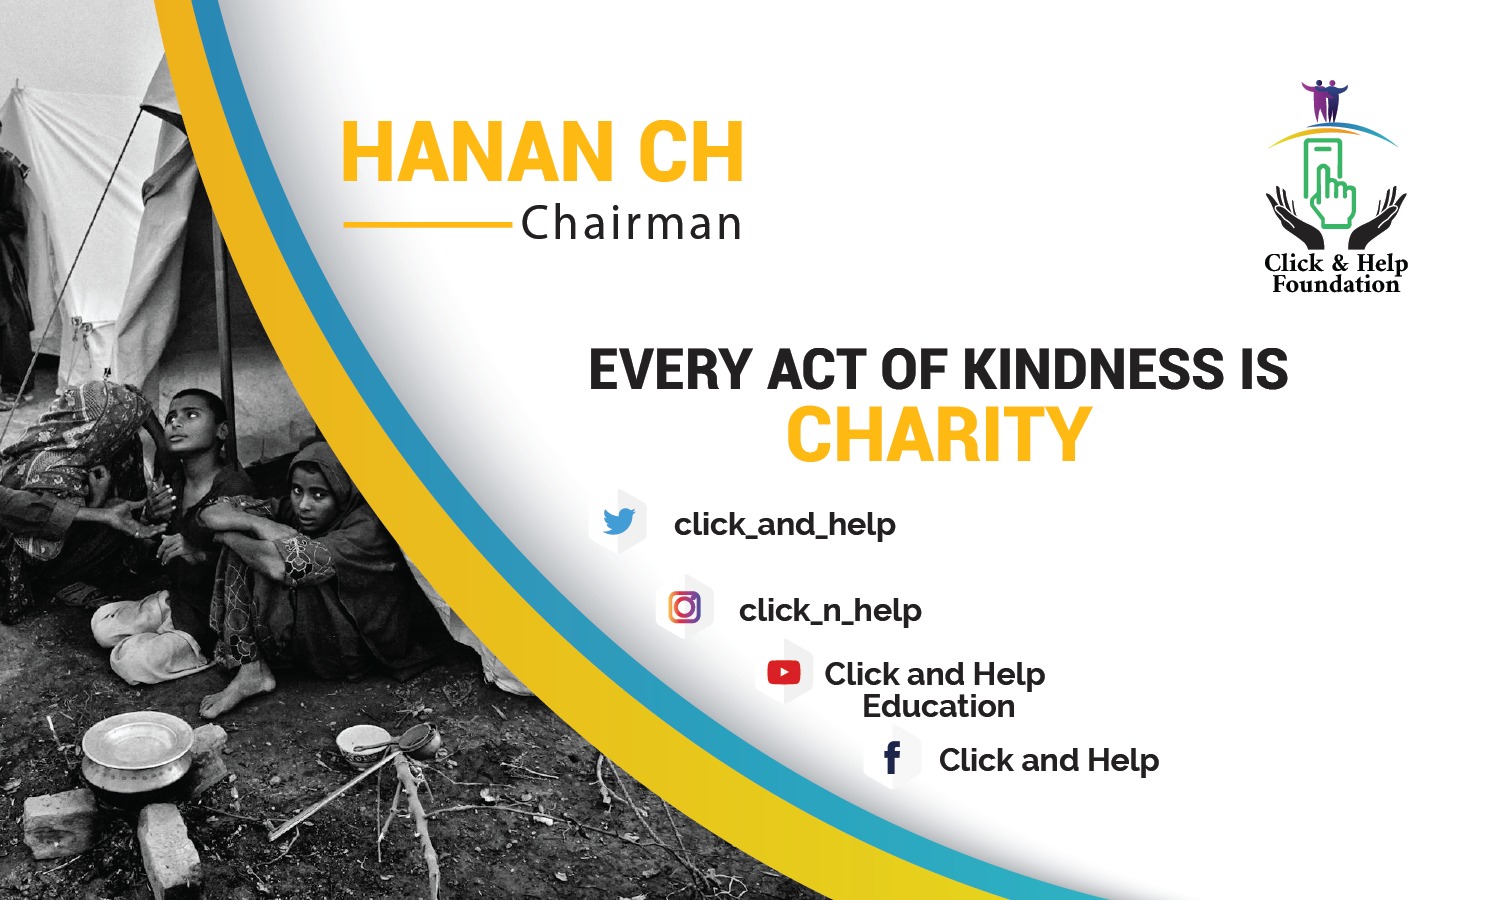 HANAN CH
Chairman
Click & Help
Foundation
EVERY ACT OF KINDNESS IS
CHARITY
click_and_help
click_n_help
Click and Help
Education
Click and Help